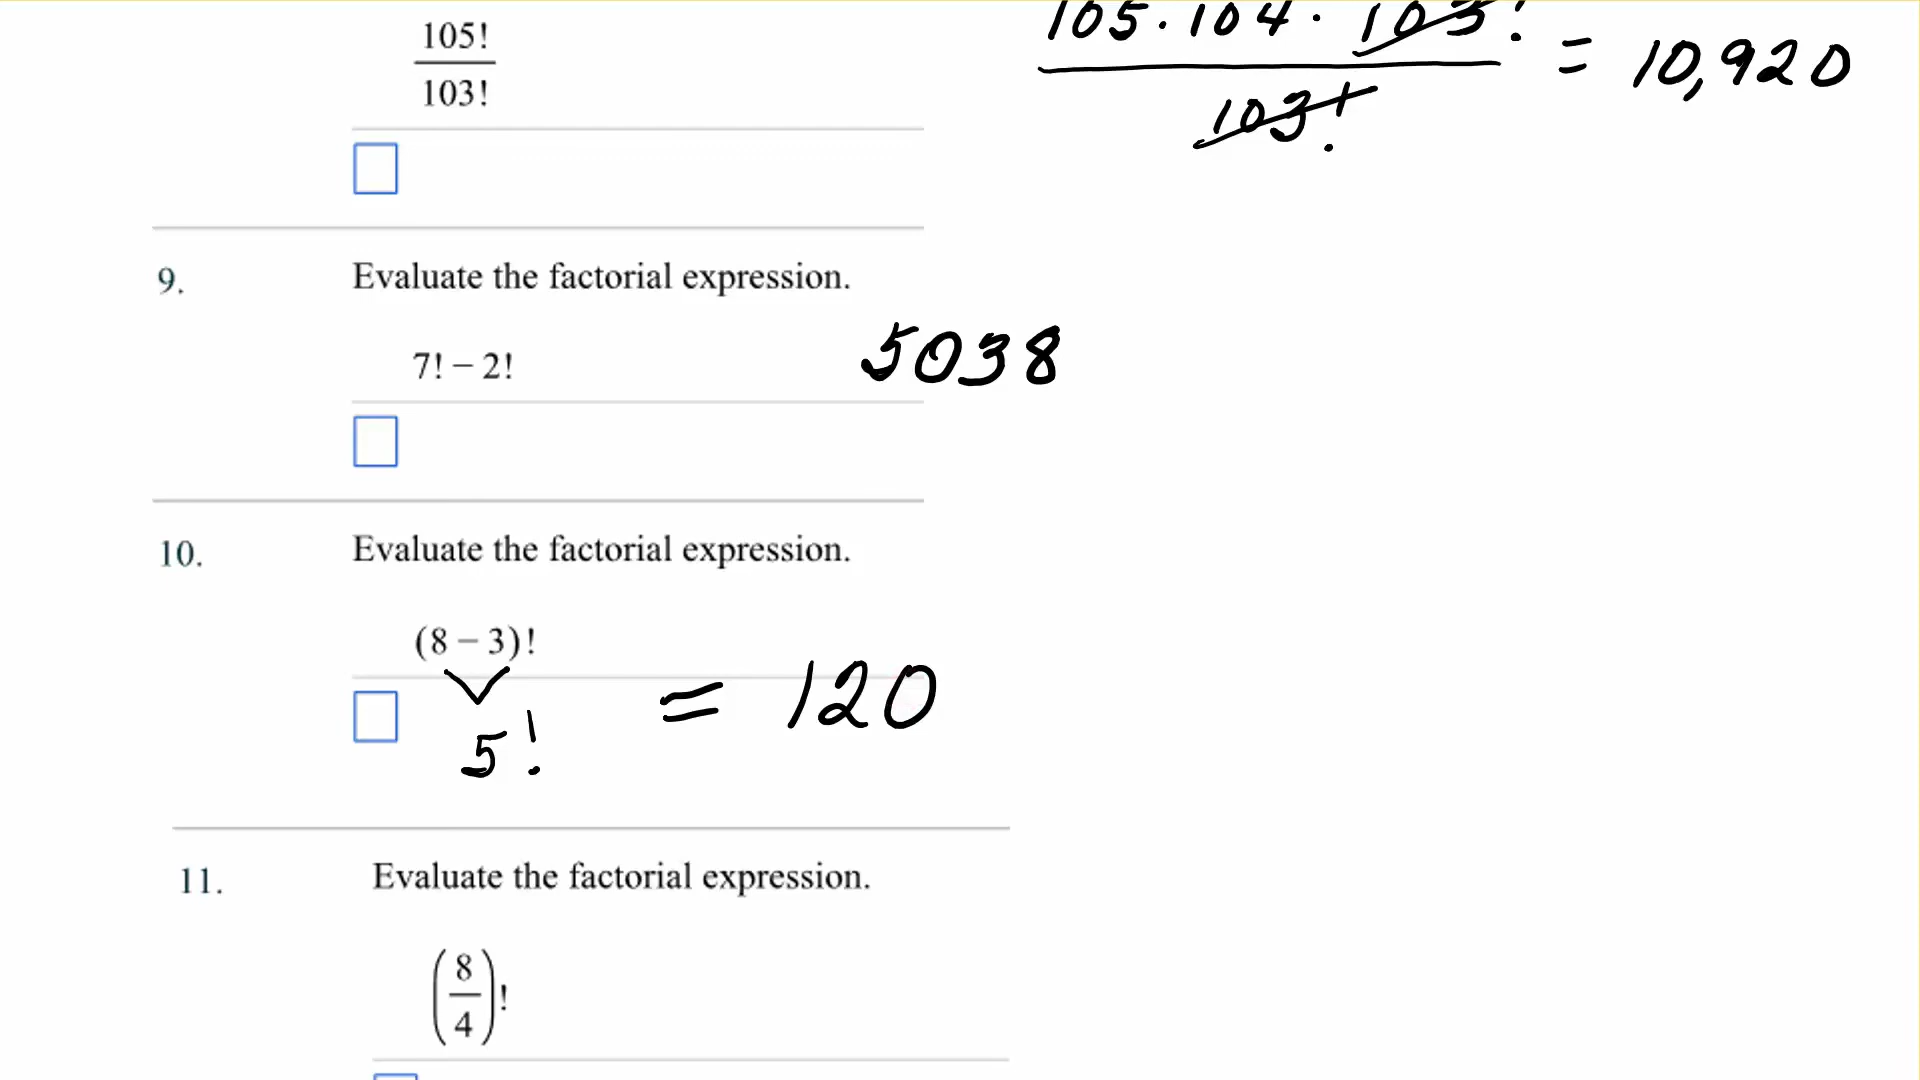 105!
103!
105 · 104 · 103!
103!
= 10,920
9. Evaluate the factorial expression.
7! − 2!
5038
10. Evaluate the factorial expression.
(8 − 3)!
5!
= 120
11. Evaluate the factorial expression.
(8/4)!